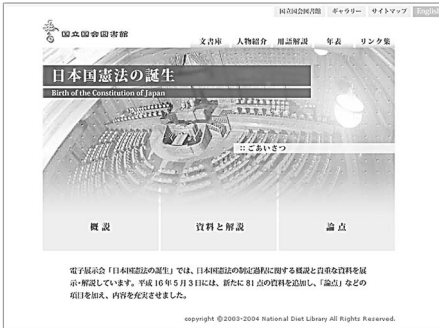 国立国会図書館 ギャラリー サイトマップ English
国立国会図書館
文書庫 人物紹介 用語解説 年表 リンク集
日本国憲法の誕生
Birth of the Constitution of Japan
:: ごあいさつ
概説 資料と解説 論点
電子展示会「日本国憲法の誕生」では、日本国憲法の制定過程に関する概説と貴重な資料を展
示・解説しています。平成16年5月3日には、新たに81点の資料を追加し、「論点」などの
項目を加え、内容を充実させました。
copyright ©2003-2004 National Diet Library All Rights Reserved.